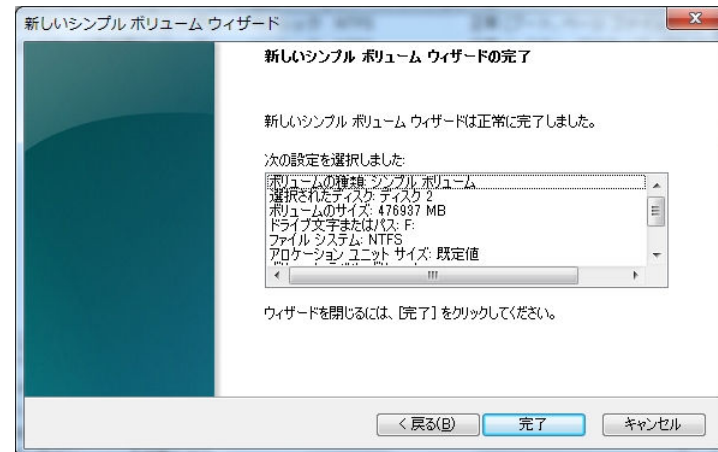 新しいシンプル ボリューム ウィザード
新しいシンプル ボリューム ウィザードの完了
新しいシンプル ボリューム ウィザードは正常に完了しました。
次の設定を選択しました:
ボリュームの種類: シンプル ボリューム
選択されたディスク: ディスク 2
ボリュームのサイズ: 476937 MB
ドライブ文字またはパス: F:
ファイル システム: NTFS
アロケーション ユニット サイズ: 既定値
ウィザードを閉じるには、[完了] をクリックしてください。
< 戻る(B) 完了 キャンセル